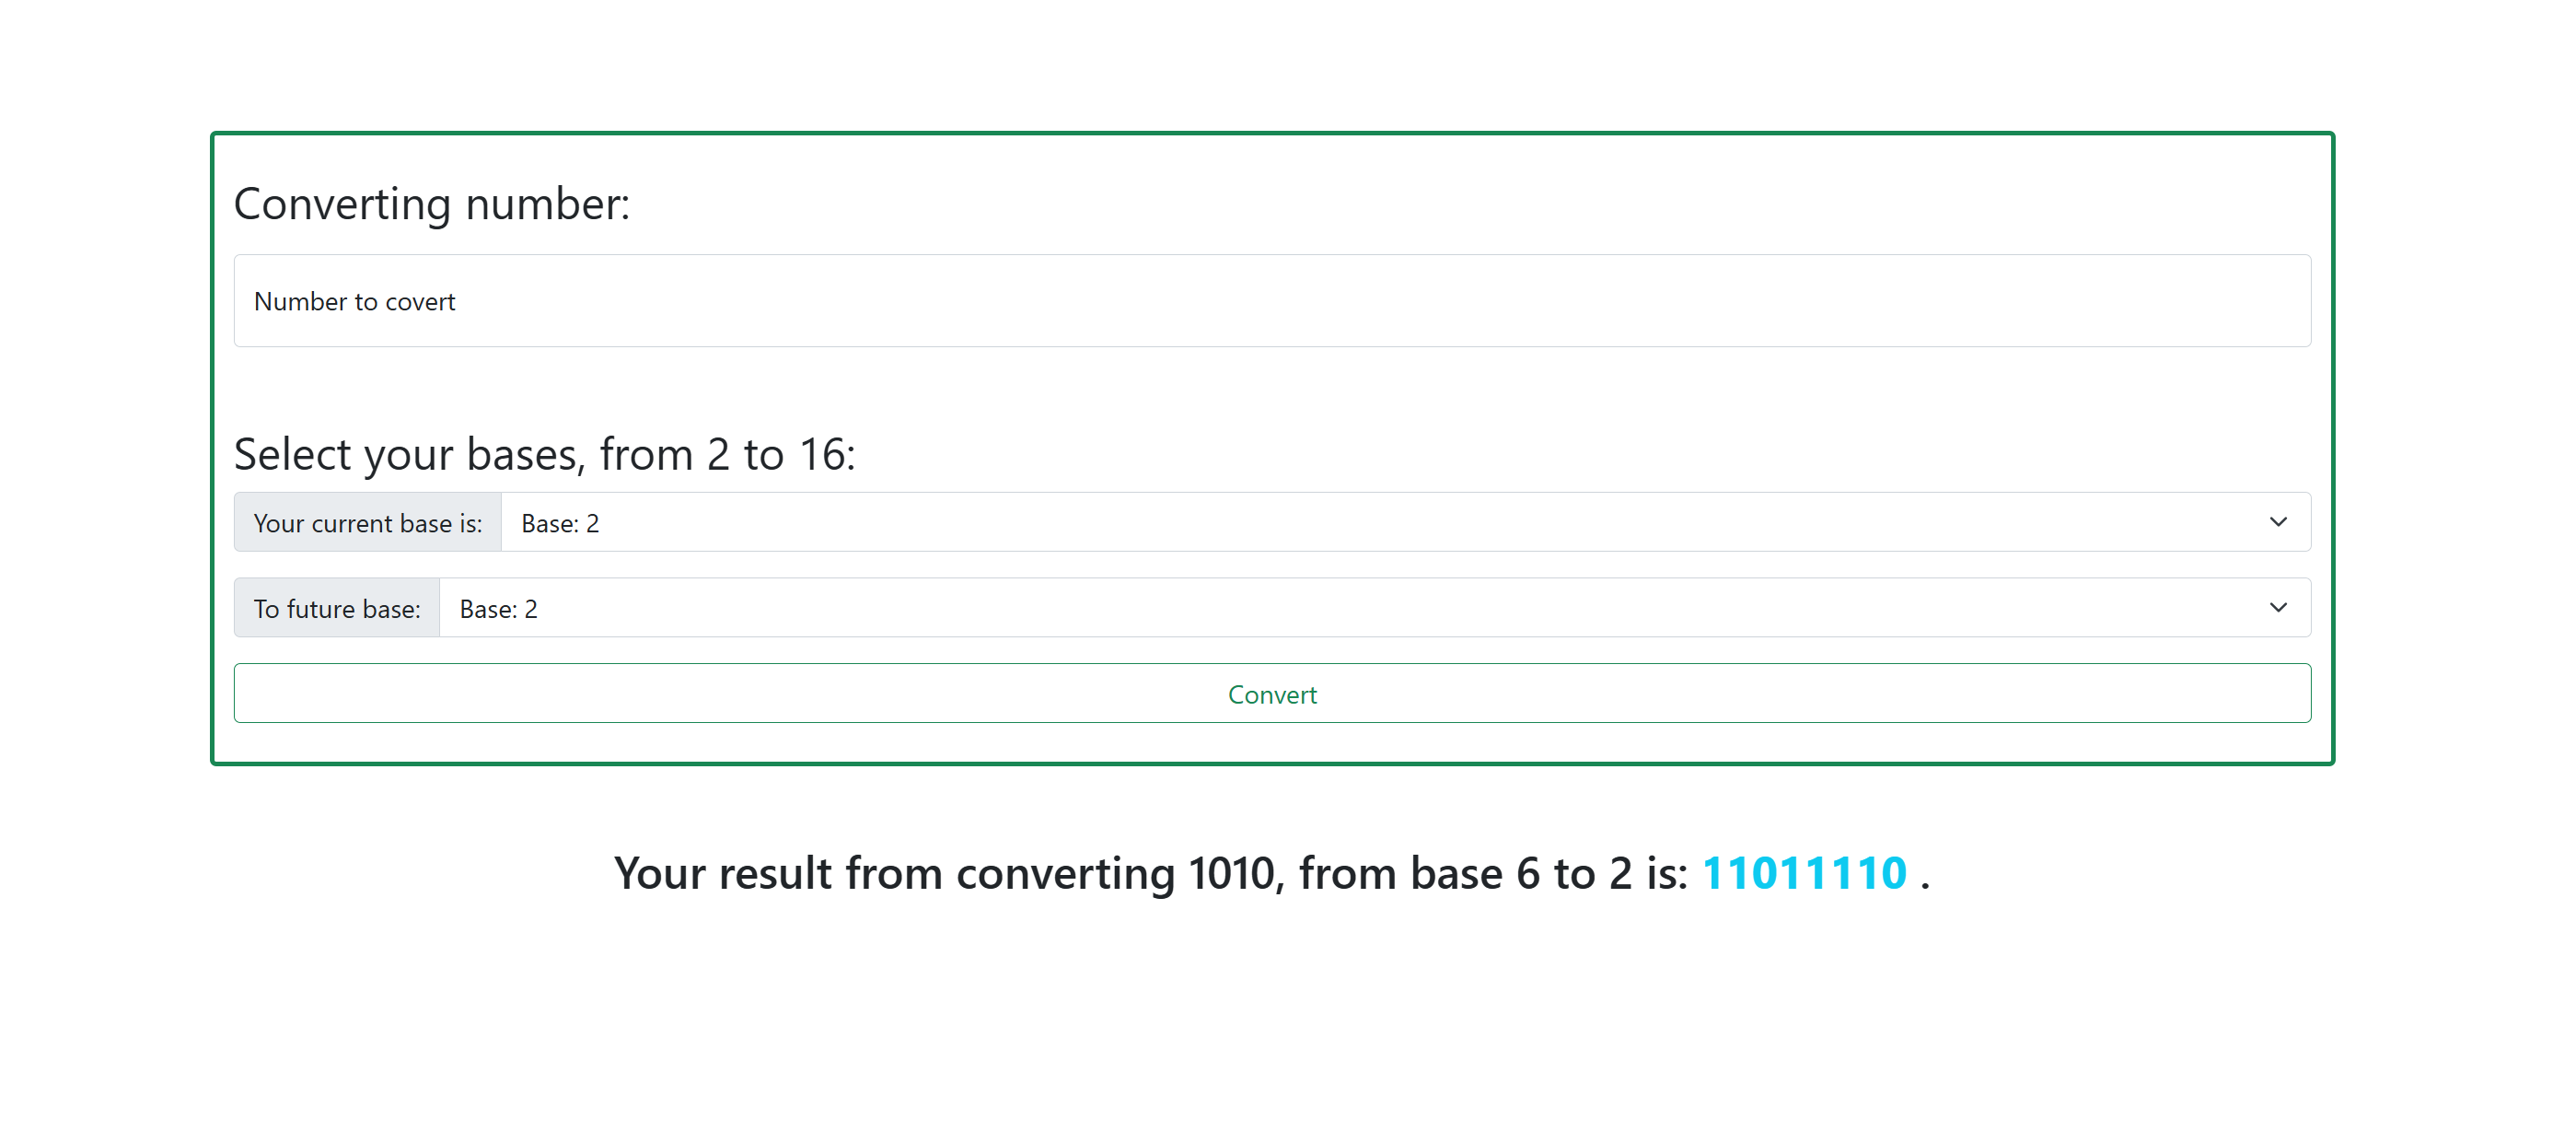 Converting number:
Number to covert
Select your bases, from 2 to 16:
Your current base is: Base: 2
To future base: Base: 2
Convert
Your result from converting 1010, from base 6 to 2 is: 11011110 .